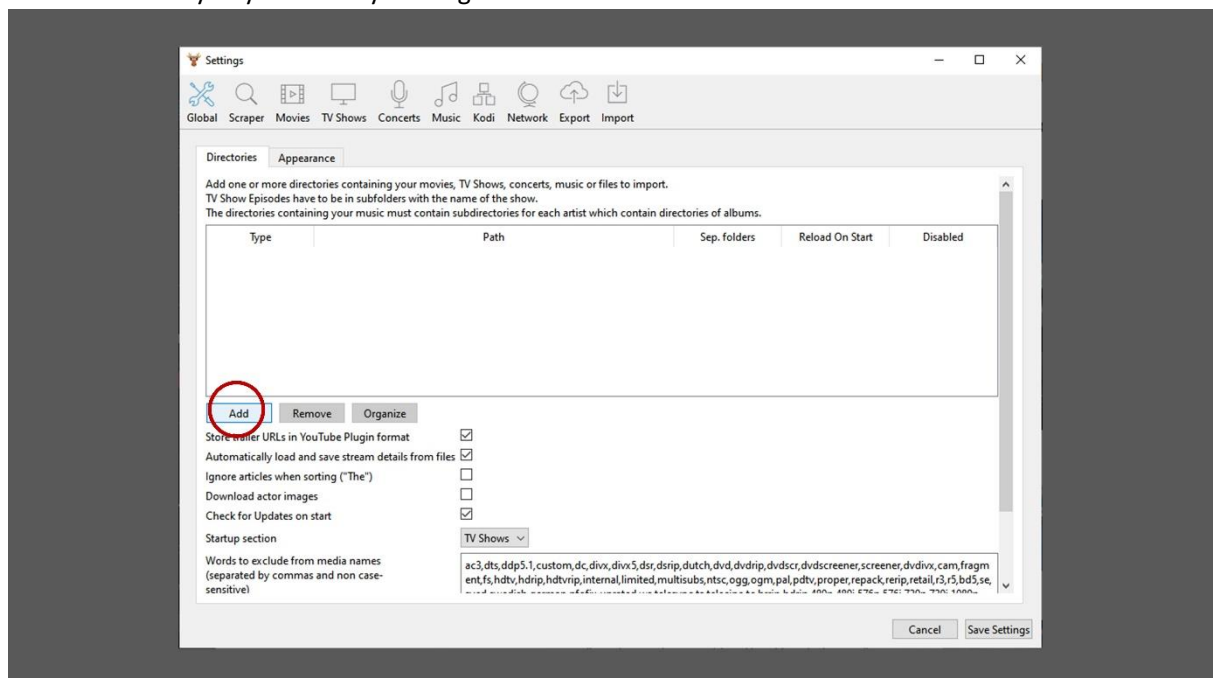 Settings
Global Scraper Movies TV Shows Concerts Music Kodi Network Export Import
Directories Appearance
Add one or more directories containing your movies, TV Shows, concerts, music or files to import.
TV Show Episodes have to be in subfolders with the name of the show.
The directories containing your music must contain subdirectories for each artist which contain directories of albums.
Type Path Sep. folders Reload On Start Disabled
Add Remove Organize
Store trailer URLs in YouTube Plugin format
Automatically load and save stream details from files
Ignore articles when sorting ("The")
Download actor images
Check for Updates on start
Startup section TV Shows
Words to exclude from media names
(separated by commas and non case-
sensitive)
ac3,dts,ddp5.1,custom,dc,divx,divx5,dsr,dsrip,dutch,dvd,dvdrip,dvdscr,dvdscreener,screener,dvdivx,cam,fragm
ent,fs,hdtv,hdrip,hdtvrip,internal,limited,multisubs,ntsc,ogg,ogm,pal,pdtv,proper,repack,rerip,retail,r3,r5,bd5,se,
Cancel Save Settings